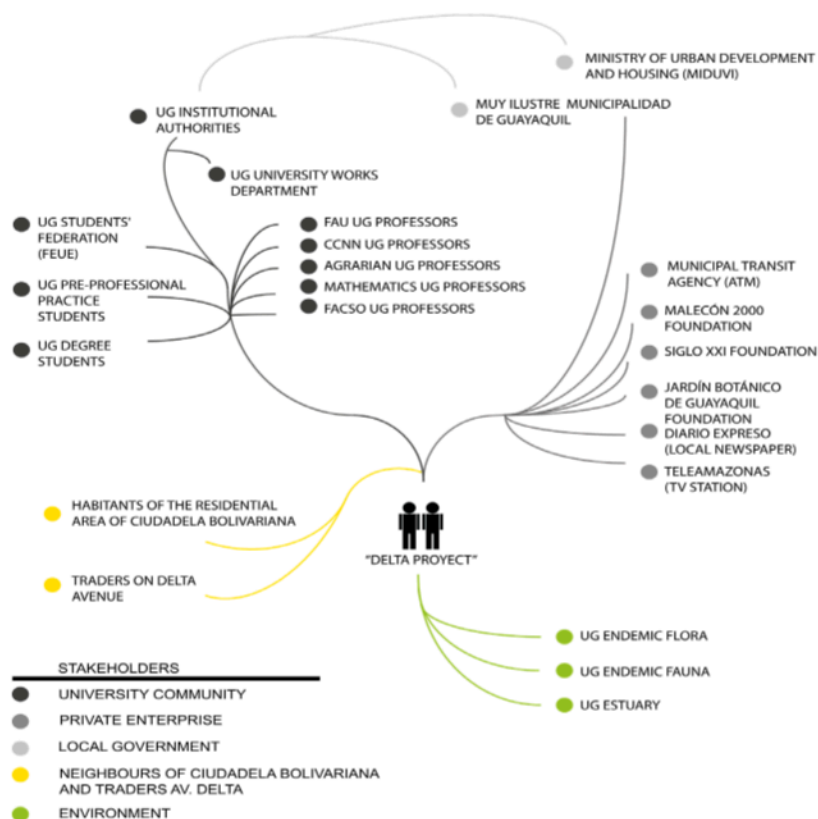 MINISTRY OF URBAN DEVELOPMENT
AND HOUSING (MIDUVI)
UG INSTITUTIONAL
AUTHORITIES
MUY ILUSTRE MUNICIPALIDAD
DE GUAYAQUIL
UG UNIVERSITY WORKS
DEPARTMENT
UG STUDENTS'
FEDERATION
(FEUE)
UG PRE-PROFESSIONAL
PRACTICE
STUDENTS
UG DEGREE
STUDENTS
FAU UG PROFESSORS
CCNN UG PROFESSORS
AGRARIAN UG PROFESSORS
MATHEMATICS UG PROFESSORS
FACSO UG PROFESSORS
MUNICIPAL TRANSIT
AGENCY (ATM)
MALECÓN 2000
FOUNDATION
SIGLO XXI FOUNDATION
JARDÍN BOTÁNICO
DE GUAYAQUIL
FOUNDATION
DIARIO EXPRESO
(LOCAL NEWSPAPER)
TELEAMAZONAS
(TV STATION)
HABITANTS OF THE RESIDENTIAL
AREA OF CIUDADELA BOLIVARIANA
TRADERS ON DELTA
AVENUE
"DELTA PROYECT"
UG ENDEMIC FLORA
UG ENDEMIC FAUNA
UG ESTUARY
STAKEHOLDERS
UNIVERSITY COMMUNITY
PRIVATE ENTERPRISE
LOCAL GOVERNMENT
NEIGHBOURS OF CIUDADELA BOLIVARIANA
AND TRADERS AV. DELTA
ENVIRONMENT